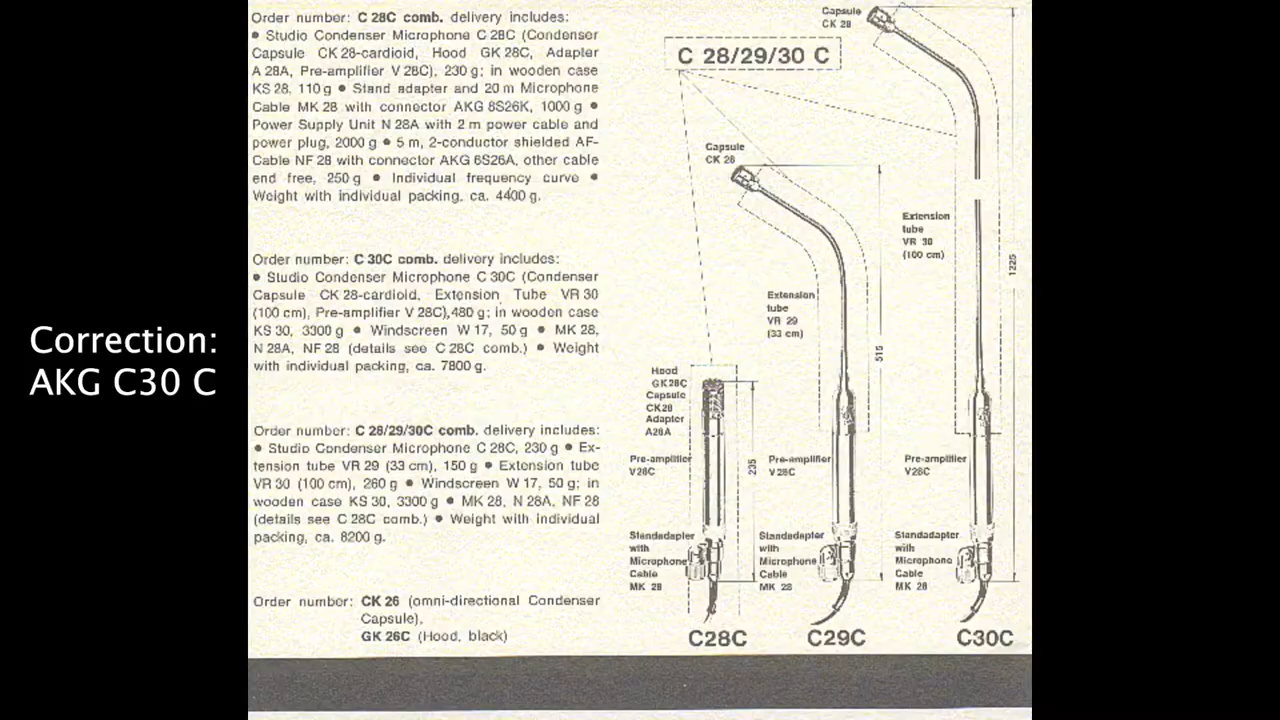 Correction:
AKG C30 C
Order number: C 28C comb. delivery includes:
• Studio Condenser Microphone C 28C (Condenser
Capsule CK 28-cardioid, Hood GK 28C, Adapter
A 28A, Pre-amplifier V 28C), 230 g; in wooden case
KS 28, 110 g • Stand adapter and 20 m Microphone
Cable MK 28 with connector AKG 8S26K, 1000 g •
Power Supply Unit N 28A with 2 m power cable and
power plug, 2000 g • 5 m, 2-conductor shielded AF-
Cable NF 28 with connector AKG 6S26A, other cable
end free, 250 g • Individual frequency curve •
Weight with individual packing, ca. 4400 g.
Order number: C 30C comb. delivery includes:
• Studio Condenser Microphone C 30C (Condenser
Capsule CK 28-cardioid, Extension Tube VR 30
(100 cm), Pre-amplifier V 28C), 480 g; in wooden case
KS 30, 3300 g • Windscreen W 17, 50 g • MK 28,
N 28A, NF 28 (details see C 28C comb.) • Weight
with individual packing, ca. 7800 g.
Order number: C 28/29/30C comb. delivery includes:
• Studio Condenser Microphone C 28C, 230 g • Ex-
tension tube VR 29 (33 cm), 150 g • Extension tube
VR 30 (100 cm), 260 g • Windscreen W 17, 50 g; in
wooden case KS 30, 3300 g • MK 28, N 28A, NF 28
(details see C 28C comb.) • Weight with individual
packing, ca. 8200 g.
Order number: CK 26 (omni-directional Condenser
Capsule),
GK 26C (Hood, black)
C 28/29/30 C
Capsule
CK 28
Capsule
CK 28
Extension
tube
VR 30
(100 cm)
1225
Extension
tube
VR 29
(33 cm)
515
Hood
GK28C
Capsule
CK28
Adapter
A28A
235
Pre-amplifier
V28C
Pre-amplifier
V28C
Pre-amplifier
V28C
Standadapter
with
Microphone
Cable
MK 28
Standadapter
with
Microphone
Cable
MK 28
Standadapter
with
Microphone
Cable
MK 28
C28C
C29C
C30C